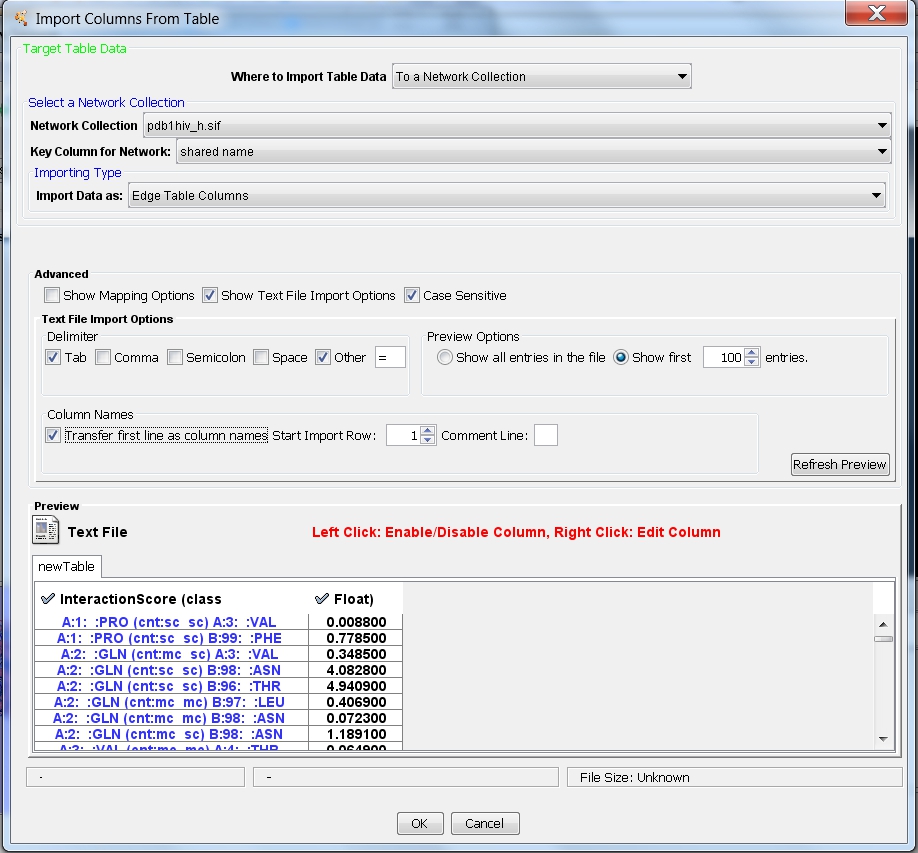 Import Columns From Table
Target Table Data
Where to Import Table Data To a Network Collection
Select a Network Collection
Network Collection pdb1hiv_h.sif
Key Column for Network: shared name
Importing Type
Import Data as: Edge Table Columns
Advanced
Show Mapping Options Show Text File Import Options Case Sensitive
Text File Import Options
Delimiter Preview Options
Tab Comma Semicolon Space Other = Show all entries in the file Show first 100 entries.
Column Names
Transfer first line as column names Start Import Row: 1 Comment Line:
Refresh Preview
Preview
Text File Left Click: Enable/Disable Column, Right Click: Edit Column
newTable
InteractionScore (class Float)
A:1: :PRO (cnt:sc sc) A:3: :VAL 0.008800
A:1: :PRO (cnt:sc sc) B:99: :PHE 0.778500
A:2: :GLN (cnt:mc sc) A:3: :VAL 0.348500
A:2: :GLN (cnt:sc sc) B:98: :ASN 4.082800
A:2: :GLN (cnt:sc sc) B:96: :THR 4.940900
A:2: :GLN (cnt:mc mc) B:97: :LEU 0.406900
A:2: :GLN (cnt:mc mc) B:98: :ASN 0.072300
A:2: :GLN (cnt:mc sc) B:98: :ASN 1.189100
A:3: :VAL (cnt:mc mc) A:4: :THR 0.064900
- - File Size: Unknown
OK Cancel